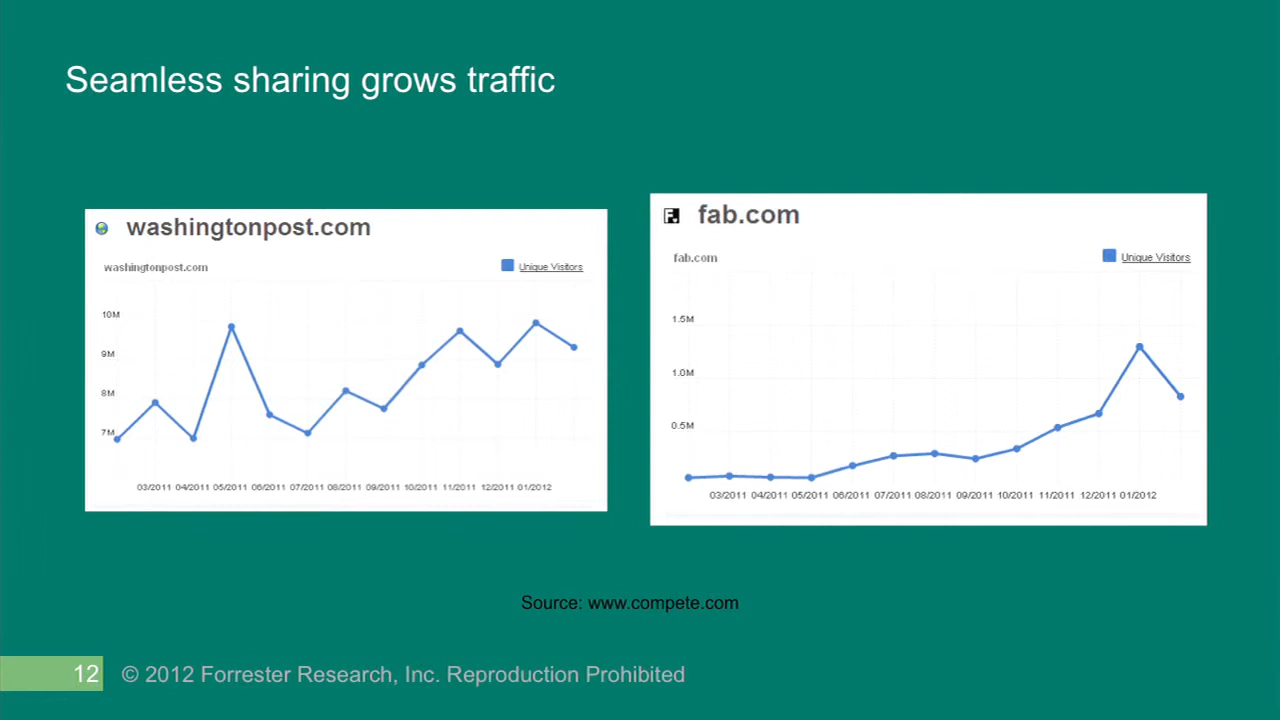 Seamless sharing grows traffic
washingtonpost.com
washingtonpost.com
Unique Visitors
10M
9M
8M
7M
03/2011 04/2011 05/2011 06/2011 07/2011 08/2011 09/2011 10/2011 11/2011 12/2011 01/2012
F
fab.com
fab.com
Unique Visitors
1.5M
1.0M
0.5M
03/2011 04/2011 05/2011 06/2011 07/2011 08/2011 09/2011 10/2011 11/2011 12/2011 01/2012
Source: www.compete.com
12 © 2012 Forrester Research, Inc. Reproduction Prohibited